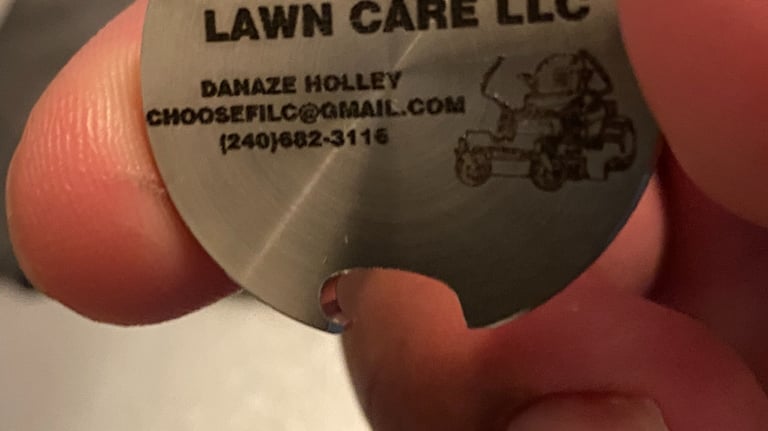 LAWN CARE LLC
DANAZE HOLLEY
CHOOSEFILC@GMAIL.COM
(240)682-3116